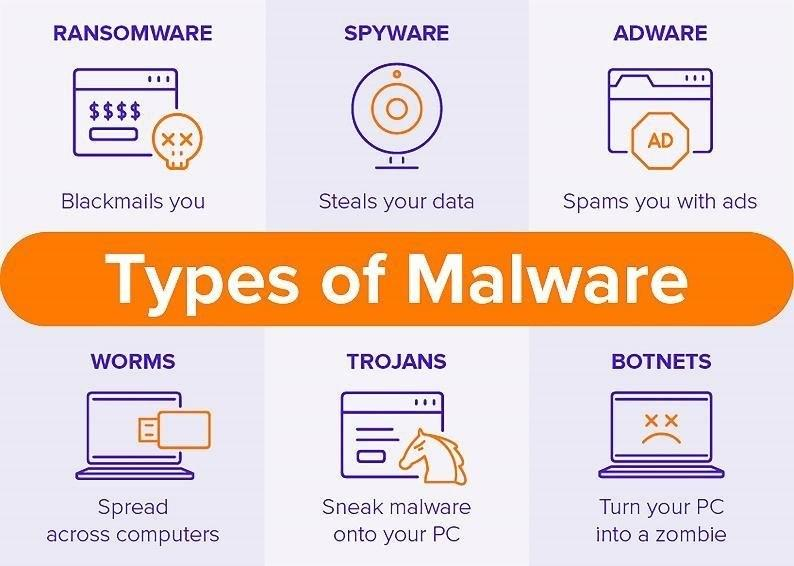 RANSOMWARE
SPYWARE
ADWARE
$$$$
AD
Blackmails you
Steals your data
Spams you with ads
Types of Malware
WORMS
TROJANS
BOTNETS
Spread
across computers
Sneak malware
onto your PC
Turn your PC
into a zombie